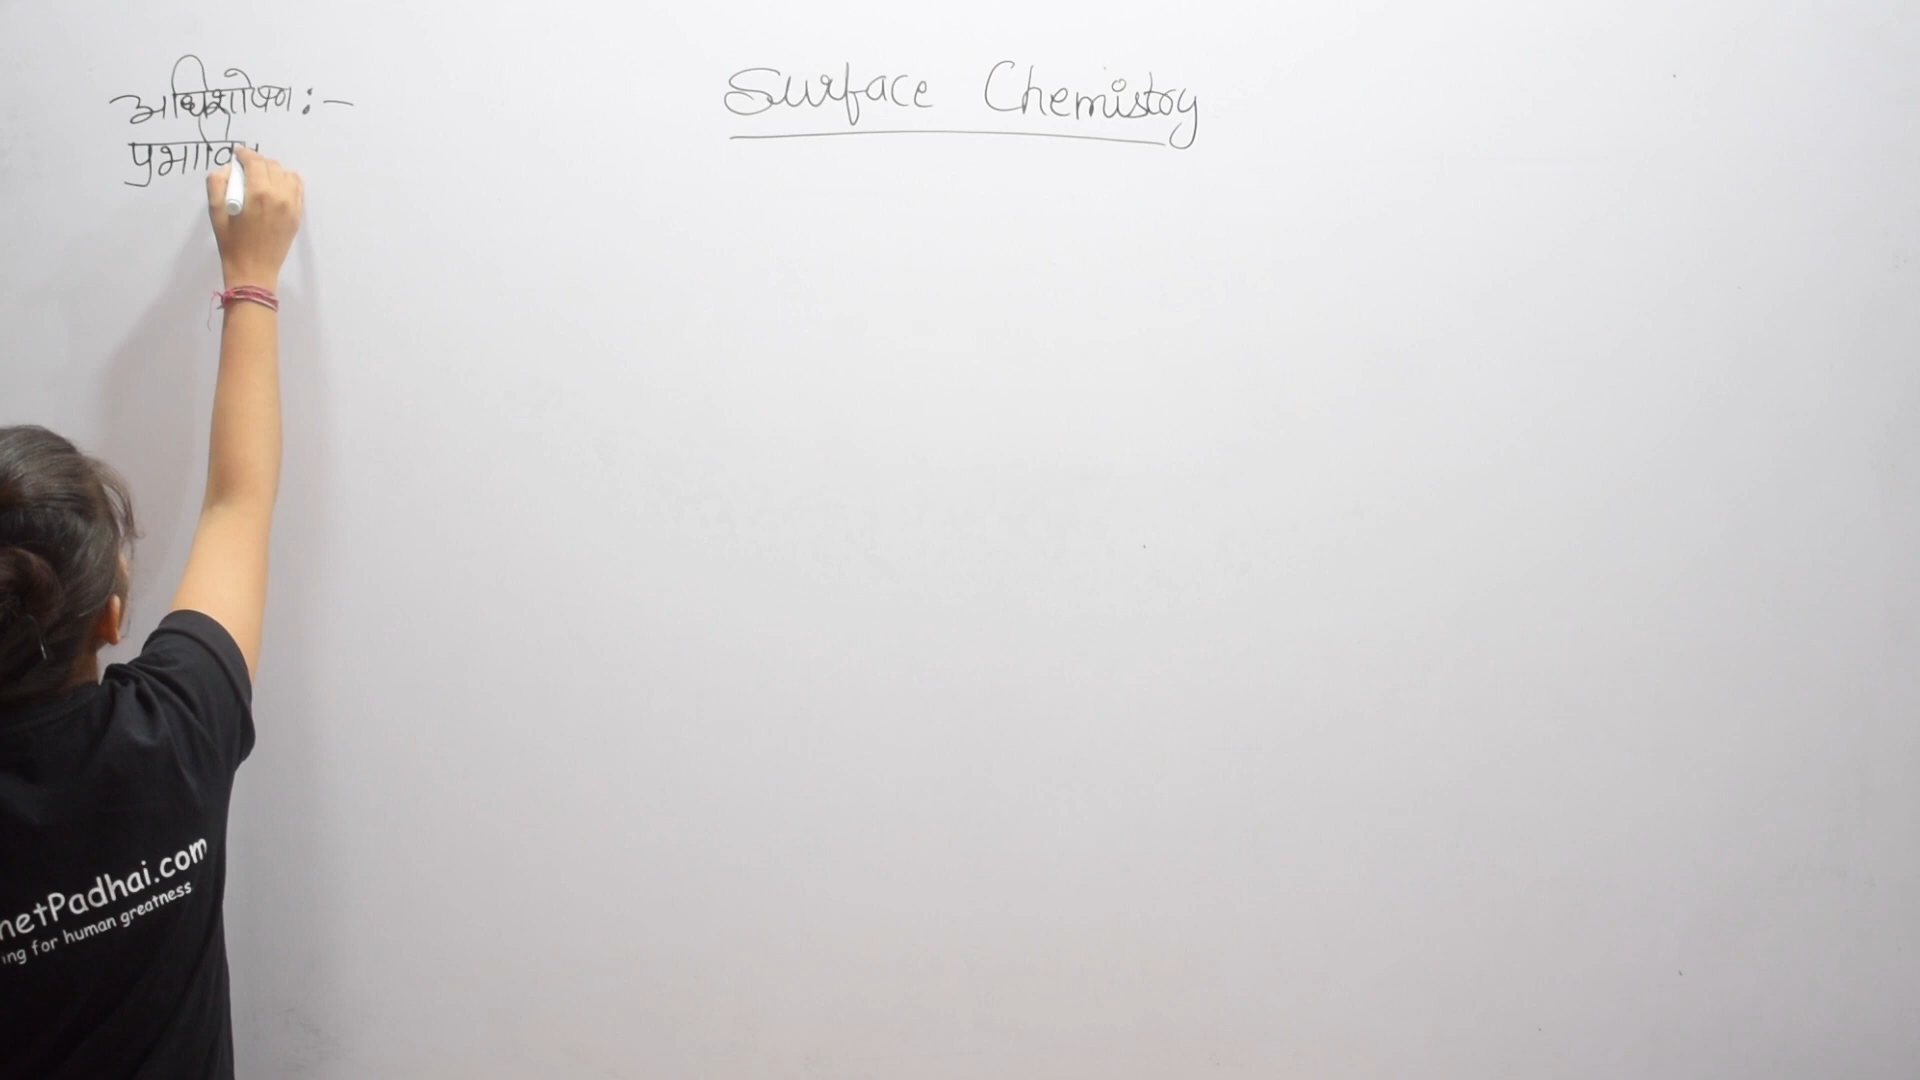 Surface Chemistry
अधिशोषण :-
netPadhai.com
ing for human greatness